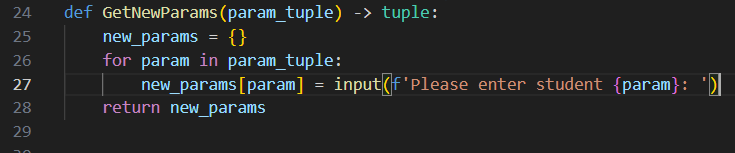 24 def GetNewParams(param_tuple) -> tuple:
25     new_params = {}
26     for param in param_tuple:
27         new_params[param] = input(f'Please enter student {param}: ')
28     return new_params
29